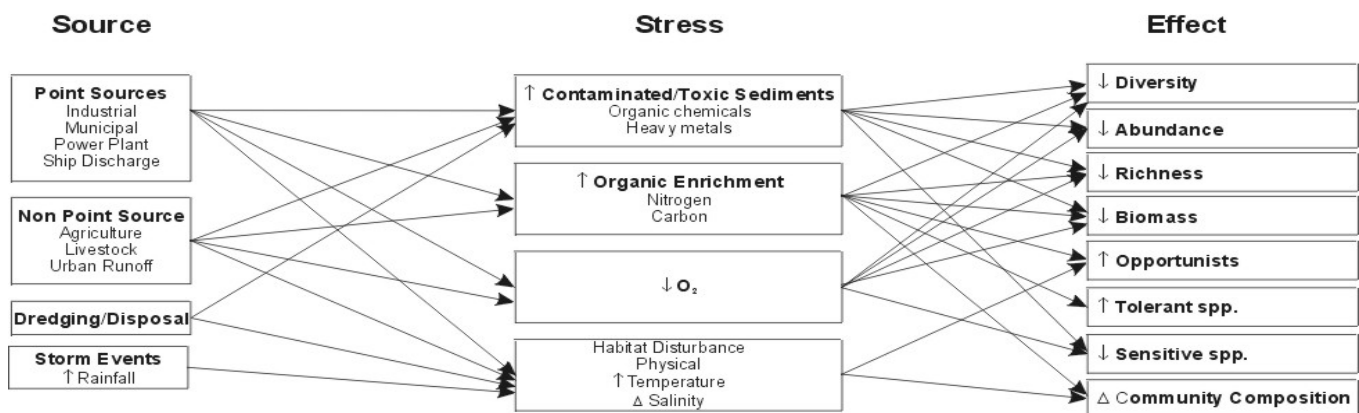 Source
Stress
Effect
Point Sources
Industrial
Municipal
Power Plant
Ship Discharge
Non Point Source
Agriculture
Livestock
Urban Runoff
Dredging/Disposal
Storm Events
↑ Rainfall
↑ Contaminated/Toxic Sediments
Organic chemicals
Heavy metals
↑ Organic Enrichment
Nitrogen
Carbon
↓ O₂
Habitat Disturbance
Physical
↑ Temperature
Δ Salinity
↓ Diversity
↓ Abundance
↓ Richness
↓ Biomass
↑ Opportunists
↑ Tolerant spp.
↓ Sensitive spp.
Δ Community Composition